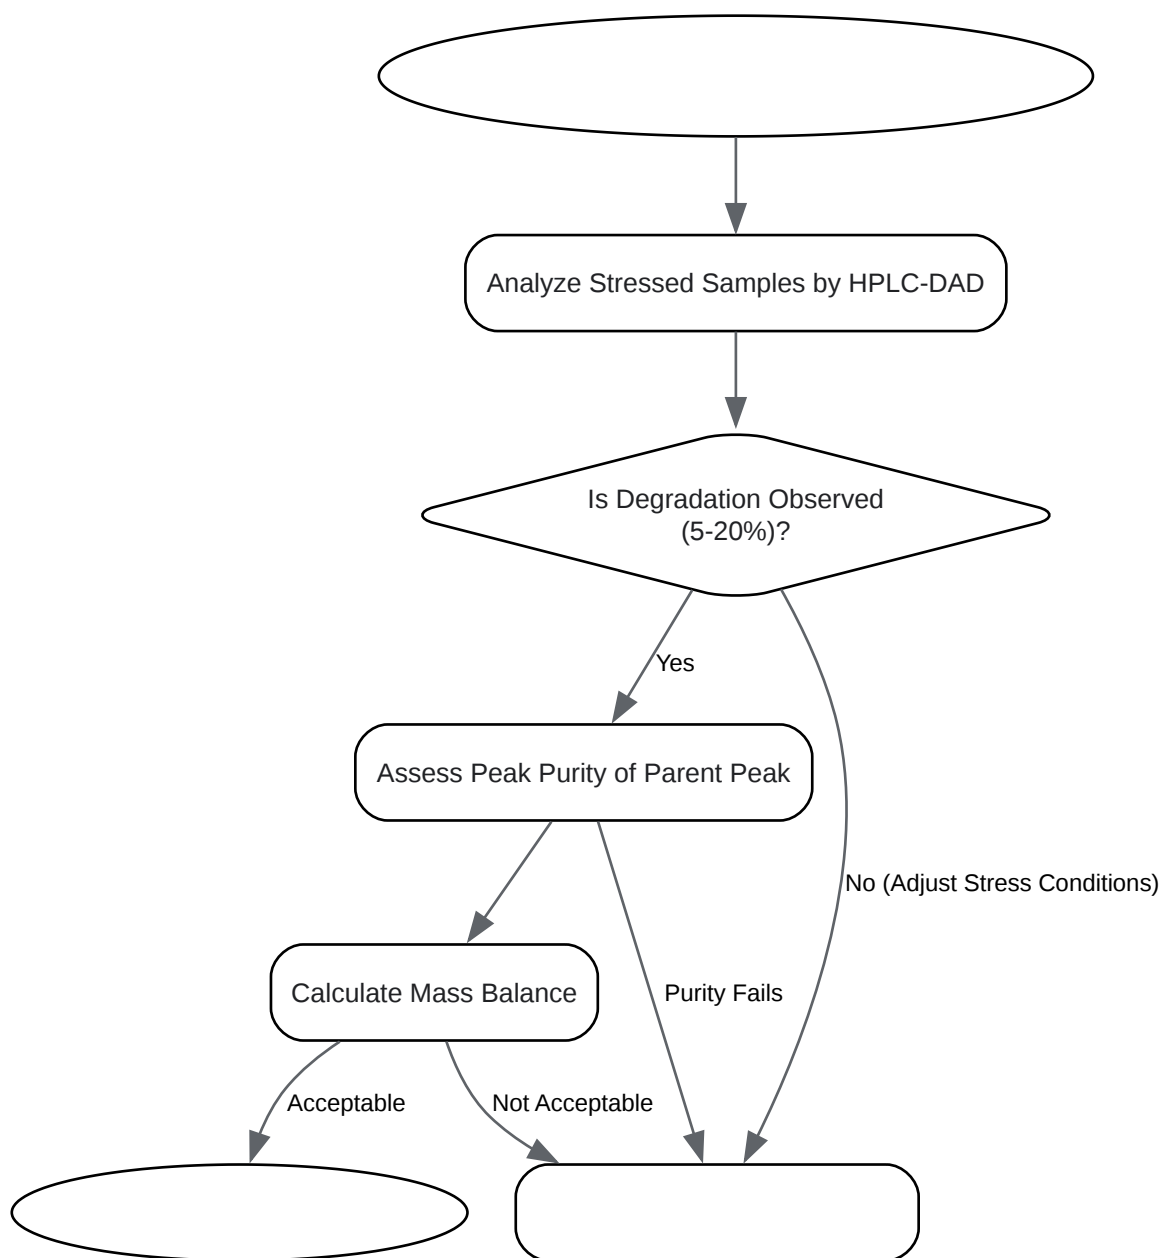 Analyze Stressed Samples by HPLC-DAD
Is Degradation Observed
(5-20%)?
Yes
Assess Peak Purity of Parent Peak
No (Adjust Stress Conditions)
Calculate Mass Balance
Purity Fails
Acceptable
Not Acceptable